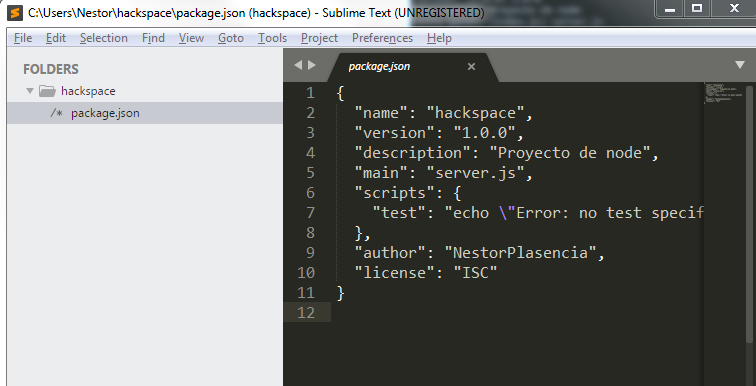 C:\Users\Nestor\hackspace\package.json (hackspace) - Sublime Text (UNREGISTERED)
File Edit Selection Find View Goto Tools Project Preferences Help
FOLDERS
hackspace
/* package.json
package.json
1 {
2 "name": "hackspace",
3 "version": "1.0.0",
4 "description": "Proyecto de node",
5 "main": "server.js",
6 "scripts": {
7 "test": "echo \"Error: no test specif
8 },
9 "author": "NestorPlasencia",
10 "license": "ISC"
11 }
12